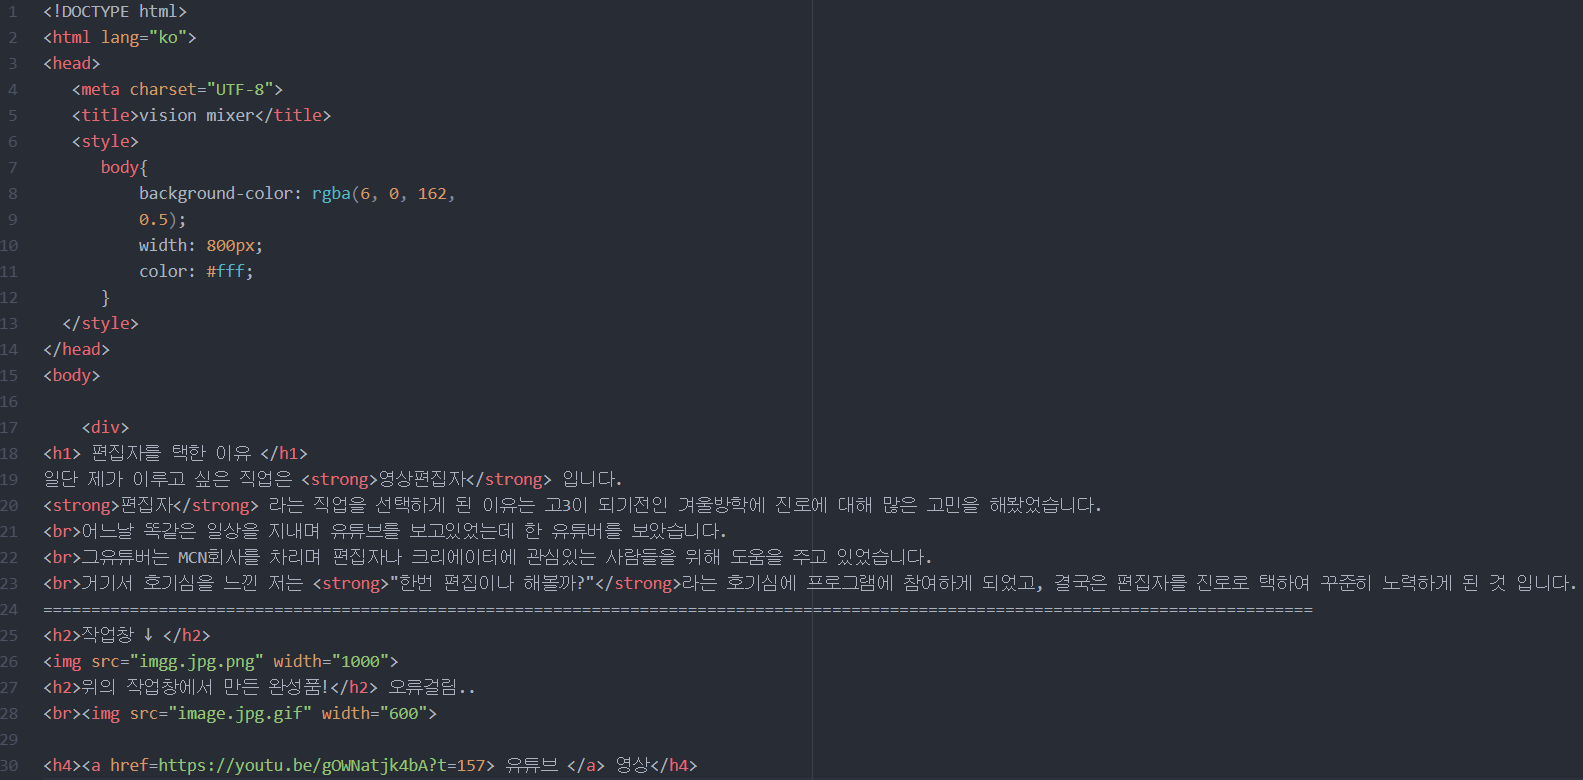 1 <!DOCTYPE html>
2 <html lang="ko">
3 <head>
4 <meta charset="UTF-8">
5 <title>vision mixer</title>
6 <style>
7 body{
8 background-color: rgba(6, 0, 162,
9 0.5);
10 width: 800px;
11 color: #fff;
12 }
13 </style>
14 </head>
15 <body>
16
17 <div>
18 <h1> 편집자를 택한 이유 </h1>
19 일단 제가 이루고 싶은 직업은 <strong>영상편집자</strong> 입니다.
20 <strong>편집자</strong> 라는 직업을 선택하게 된 이유는 고3이 되기전인 겨울방학에 진로에 대해 많은 고민을 해봤었습니다.
21 <br>어느날 똑같은 일상을 지내며 유튜브를 보고있었는데 한 유튜버를 보았습니다.
22 <br>그유튜버는 MCN회사를 차리며 편집자나 크리에이터에 관심있는 사람들을 위해 도움을 주고 있었습니다.
23 <br>거기서 호기심을 느낀 저는 <strong>"한번 편집이나 해볼까?"</strong>라는 호기심에 프로그램에 참여하게 되었고, 결국은 편집자를 진로로 택하여 꾸준히 노력하게 된 것 입니다.
24 ====================================================================================================================================
25 <h2>작업창 ↓ </h2>
26 <img src="imgg.jpg.png" width="1000">
27 <h2>위의 작업창에서 만든 완성품!</h2> 오류걸림..
28 <br><img src="image.jpg.gif" width="600">
29
30 <h4><a href=https://youtu.be/gOWNatjk4bA?t=157> 유튜브 </a> 영상</h4>